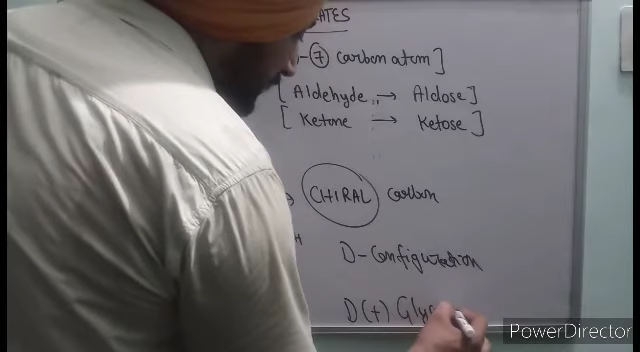 ATES
-7 Carbon atom]
[Aldehyde → Aldose]
[Ketone → Ketose]
CHIRAL Carbon
H
D-Configuration
D(+) Gly
PowerDirector